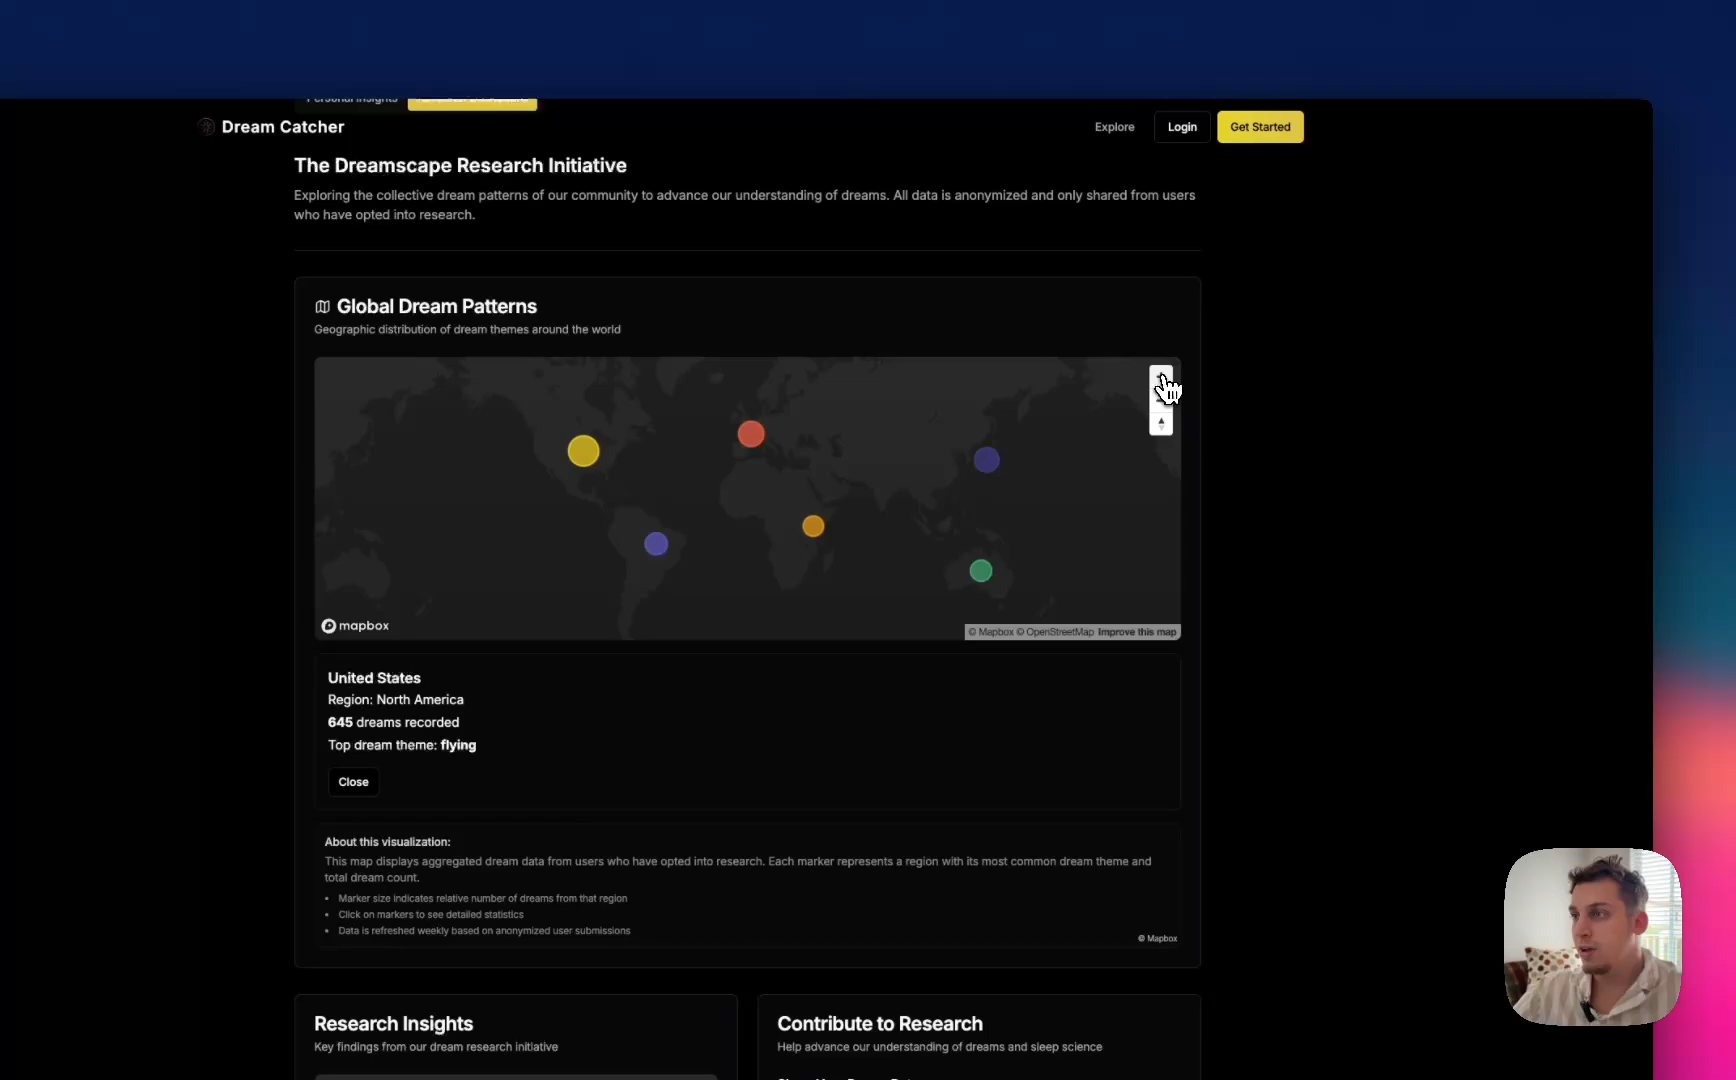 Personal Insights
Dream Catcher
Explore
Login
Get Started
The Dreamscape Research Initiative
Exploring the collective dream patterns of our community to advance our understanding of dreams. All data is anonymized and only shared from users
who have opted into research.
Global Dream Patterns
Geographic distribution of dream themes around the world
mapbox
© Mapbox © OpenStreetMap Improve this map
United States
Region: North America
645 dreams recorded
Top dream theme: flying
Close
About this visualization:
This map displays aggregated dream data from users who have opted into research. Each marker represents a region with its most common dream theme and
total dream count.
• Marker size indicates relative number of dreams from that region
• Click on markers to see detailed statistics
• Data is refreshed weekly based on anonymized user submissions
© Mapbox
Research Insights
Key findings from our dream research initiative
Contribute to Research
Help advance our understanding of dreams and sleep science